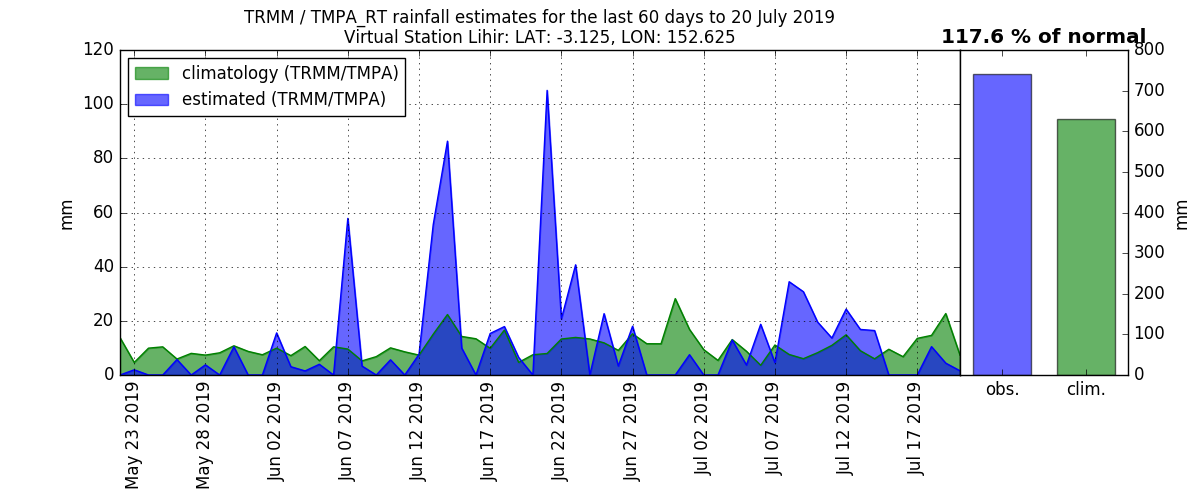 TRMM / TMPA_RT rainfall estimates for the last 60 days to 20 July 2019
Virtual Station Lihir: LAT: -3.125, LON: 152.625
117.6 % of normal
climatology (TRMM/TMPA)
estimated (TRMM/TMPA)
120
100
80
60
40
20
0
mm
May 23 2019
May 28 2019
Jun 02 2019
Jun 07 2019
Jun 12 2019
Jun 17 2019
Jun 22 2019
Jun 27 2019
Jul 02 2019
Jul 07 2019
Jul 12 2019
Jul 17 2019
800
700
600
500
400
300
200
100
0
mm
obs.
clim.